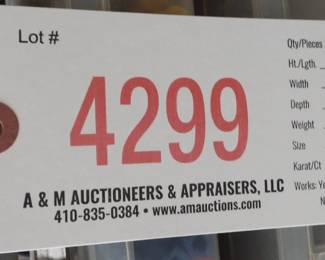 Lot #
4299
A & M AUCTIONEERS & APPRAISERS, LLC
410-835-0384 • www.amauctions.com
Qty/Pieces
Ht./Lgth.
Width
Depth
Weight
Size
Karat/Ct
Works: